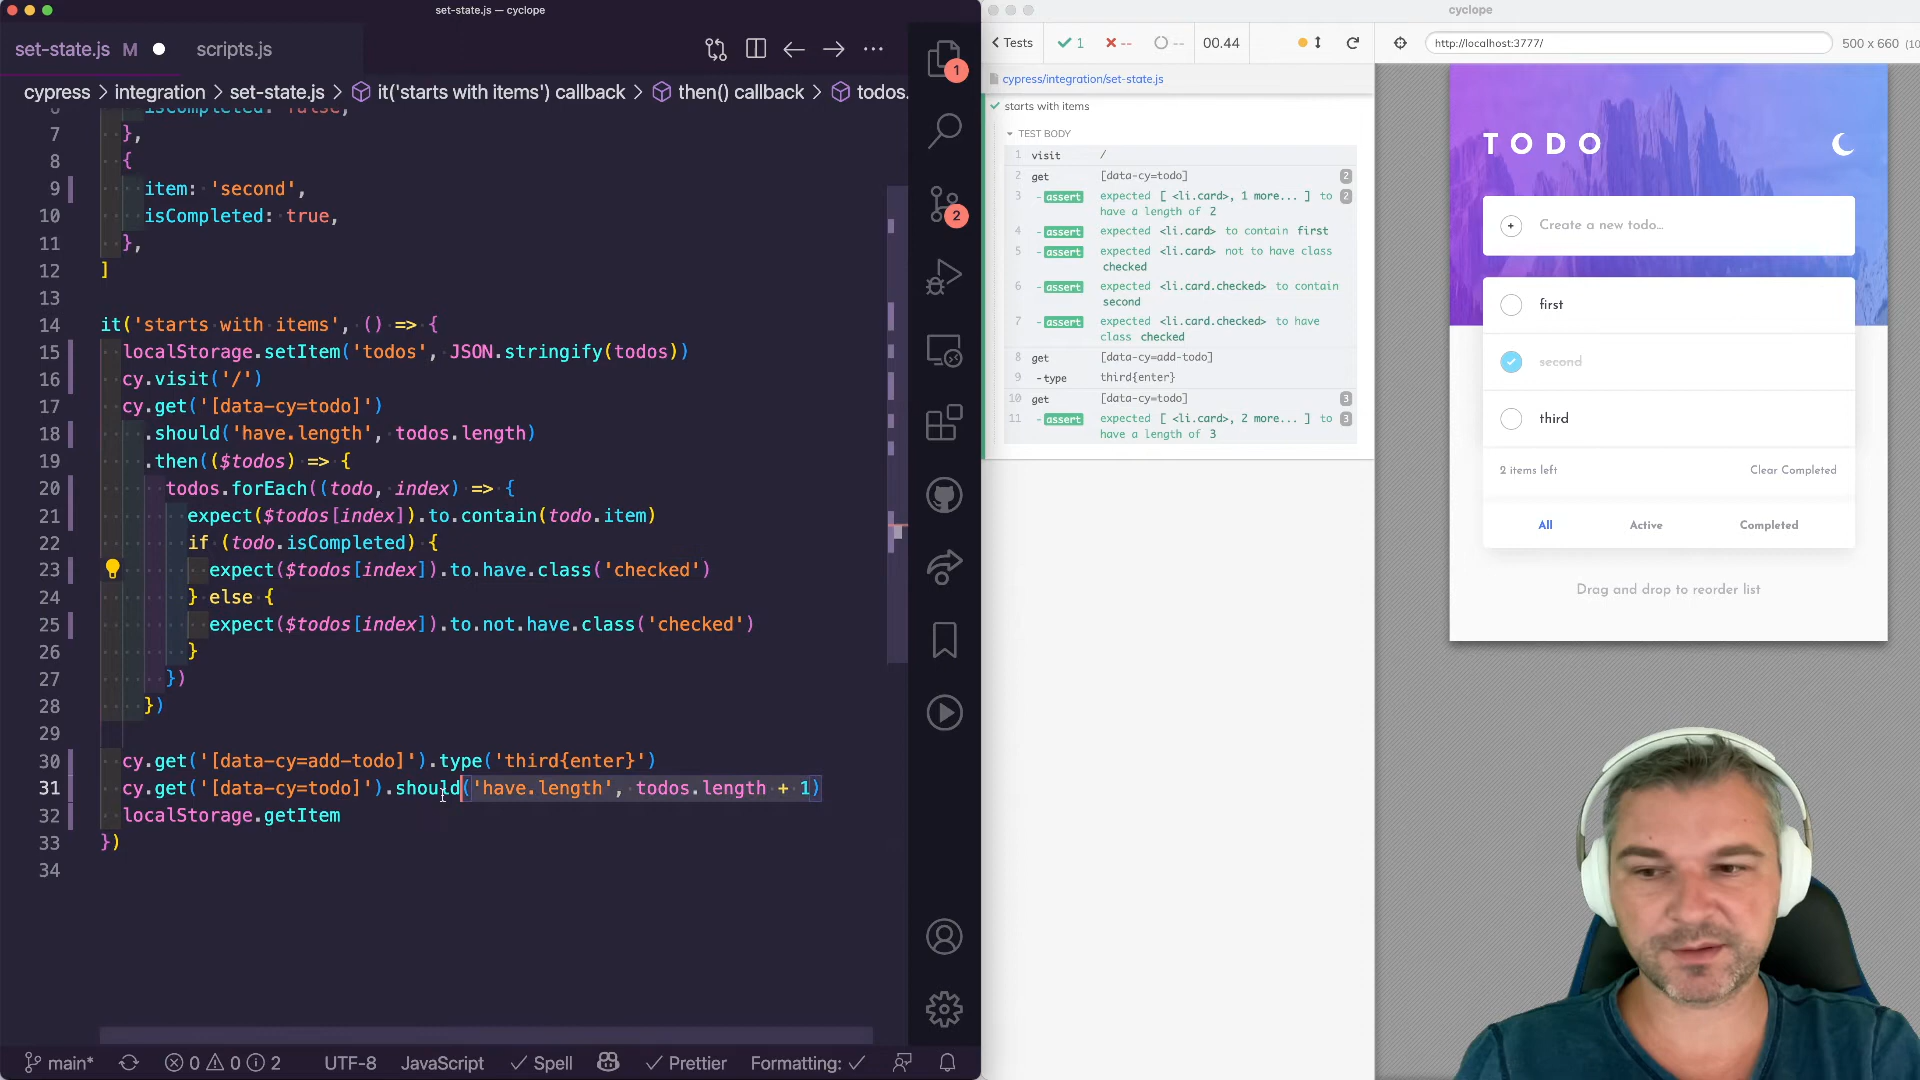 set-state.js — cyclope
set-state.js M
scripts.js
cypress > integration > set-state.js > it('starts with items') callback > then() callback > todos.
6 isCompleted: false,
7 },
8 {
9 item: 'second',
10 isCompleted: true,
11 },
12 ]
13
14 it('starts with items', () => {
15 localStorage.setItem('todos', JSON.stringify(todos))
16 cy.visit('/')
17 cy.get('[data-cy=todo]')
18 .should('have.length', todos.length)
19 .then(($todos) => {
20 todos.forEach((todo, index) => {
21 expect($todos[index]).to.contain(todo.item)
22 if (todo.isCompleted) {
23 expect($todos[index]).to.have.class('checked')
24 } else {
25 expect($todos[index]).to.not.have.class('checked')
26 }
27 })
28 })
29
30 cy.get('[data-cy=add-todo]').type('third{enter}')
31 cy.get('[data-cy=todo]').should('have.length', todos.length + 1)
32 localStorage.getItem
33 })
34
1
2
main* 0 0 2 UTF-8 JavaScript Spell Prettier Formatting:
cyclope
< Tests 1 -- -- 00.44
http://localhost:3777/ 500 x 660 (10
cypress/integration/set-state.js
starts with items
TEST BODY
1 visit /
2 get [data-cy=todo] 2
3 -assert expected [ <li.card>, 1 more... ] to 2
have a length of 2
4 -assert expected <li.card> to contain first
5 -assert expected <li.card> not to have class
checked
6 -assert expected <li.card.checked> to contain
second
7 -assert expected <li.card.checked> to have
class checked
8 get [data-cy=add-todo]
9 -type third{enter}
10 get [data-cy=todo] 3
11 -assert expected [ <li.card>, 2 more... ] to 3
have a length of 3
TODO
+ Create a new todo...
first
second
third
2 items left Clear Completed
All Active Completed
Drag and drop to reorder list